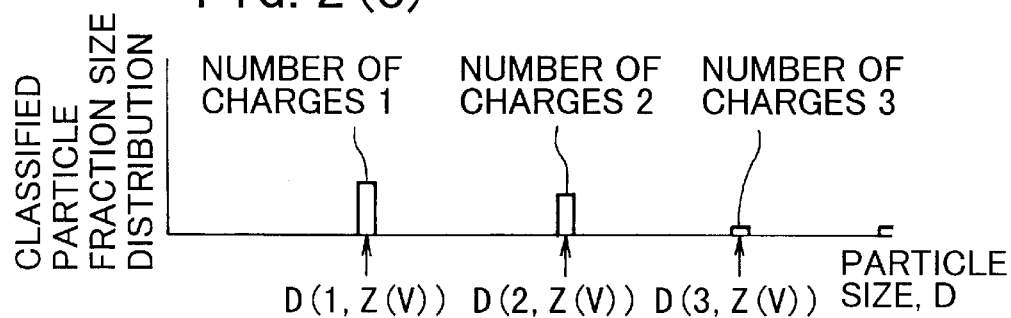 CLASSIFIED
PARTICLE
FRACTION SIZE
DISTRIBUTION
NUMBER OF
CHARGES 1
NUMBER OF
CHARGES 2
NUMBER OF
CHARGES 3
D(1, Z(V)) D(2, Z(V)) D(3, Z(V))
PARTICLE
SIZE, D